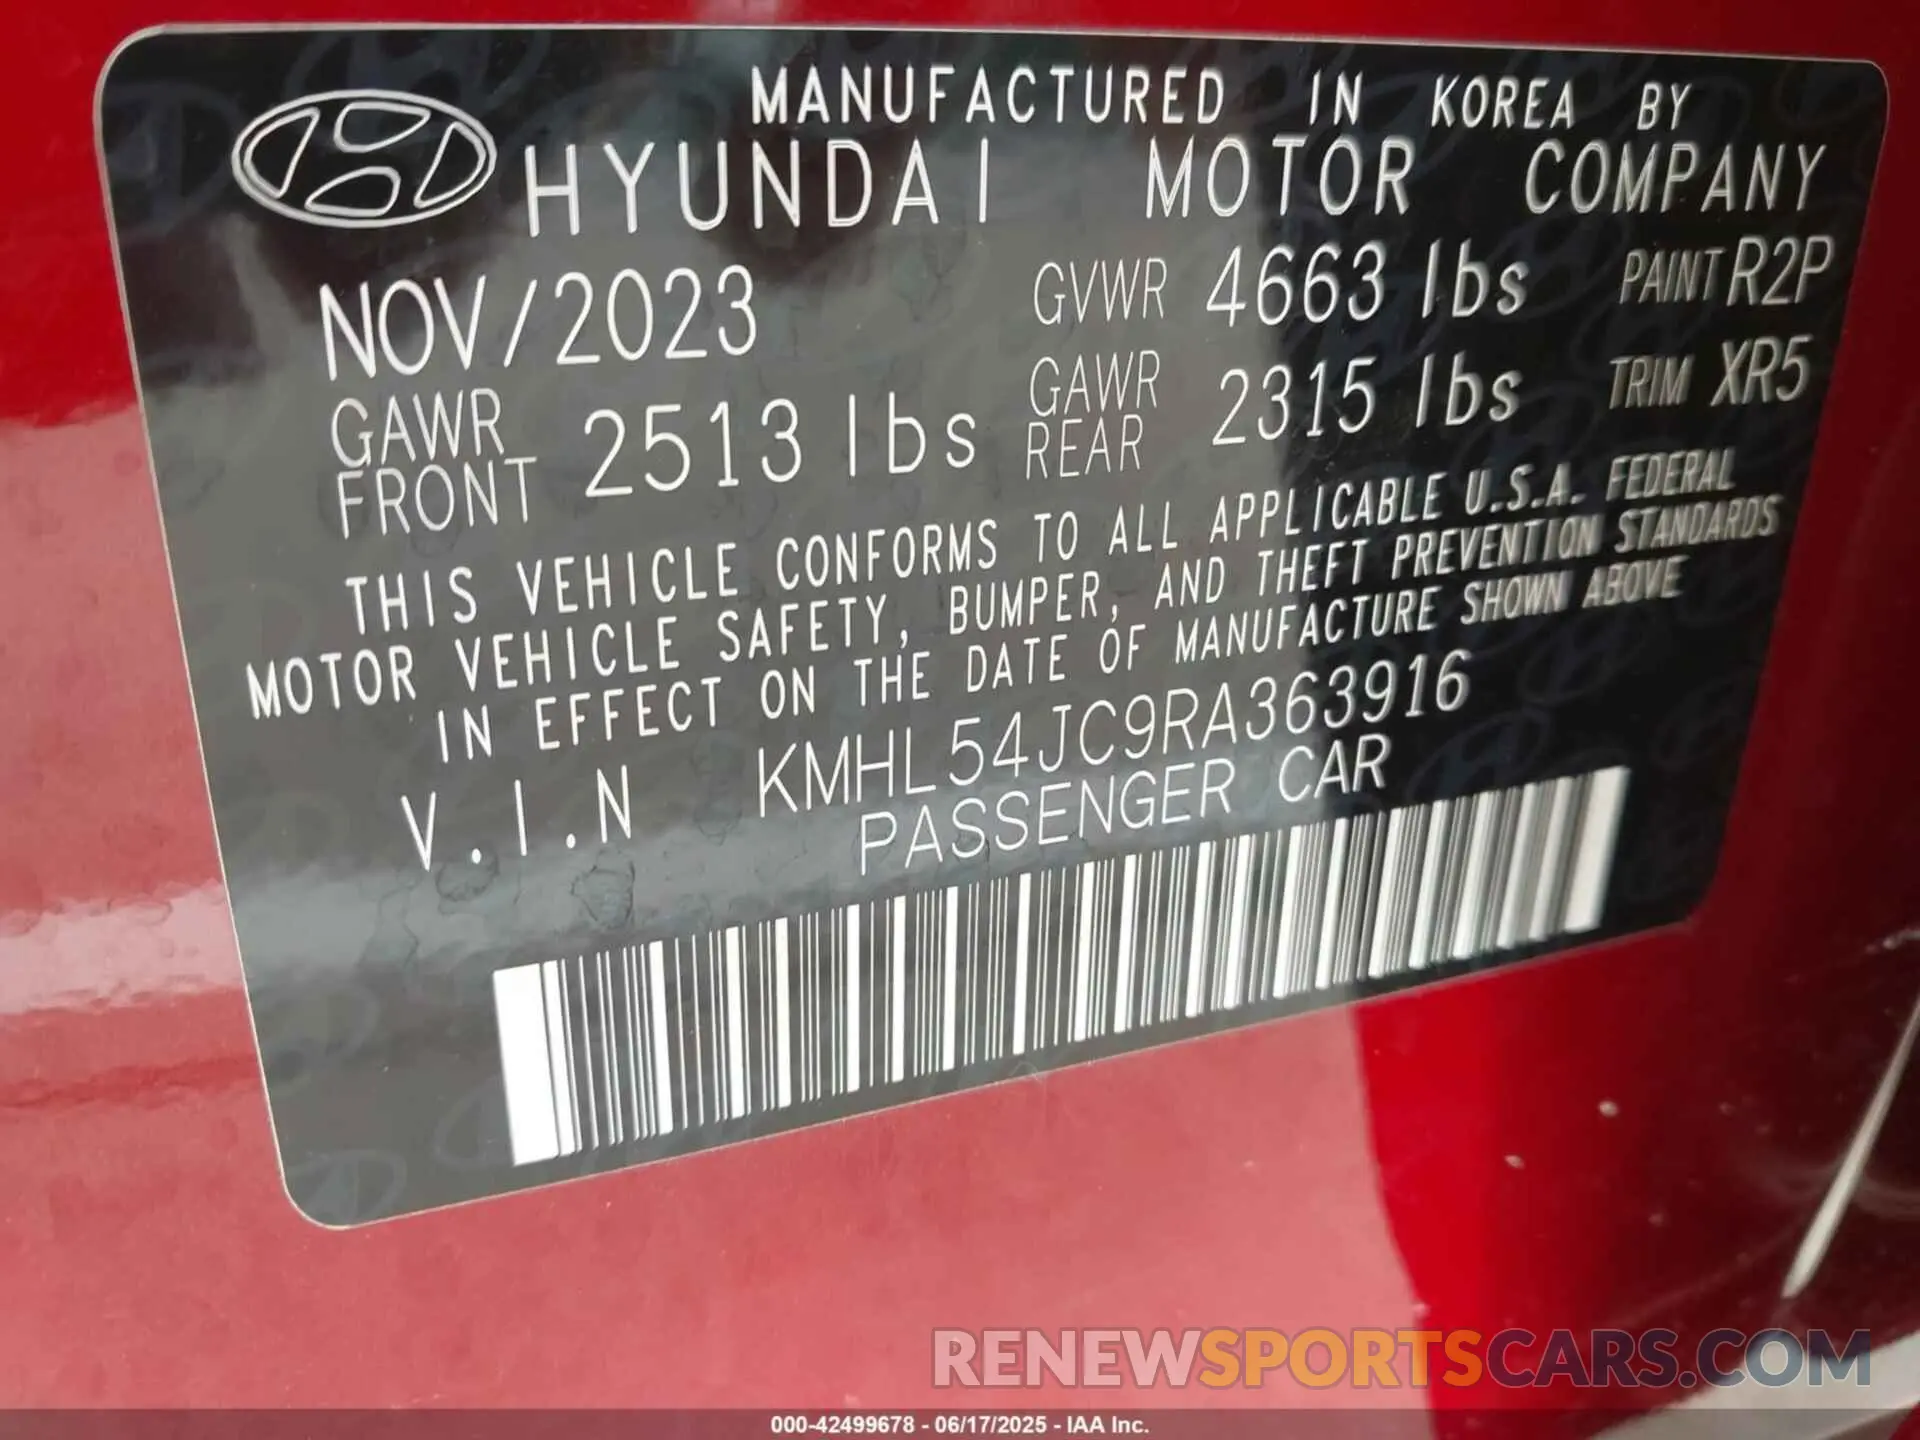 MANUFACTURED IN KOREA BY
HYUNDAI MOTOR COMPANY
NOV/2023 GVWR 4663 lbs PAINT R2P
GAWR FRONT 2513 lbs GAWR REAR 2315 lbs TRIM XR5
THIS VEHICLE CONFORMS TO ALL APPLICABLE U.S.A. FEDERAL
MOTOR VEHICLE SAFETY, BUMPER, AND THEFT PREVENTION STANDARDS
IN EFFECT ON THE DATE OF MANUFACTURE SHOWN ABOVE
V.I.N KMHL54JC9RA363916
PASSENGER CAR
RENEWSPORTSCARS.COM
000-42499678 - 06/17/2025 - IAA Inc.